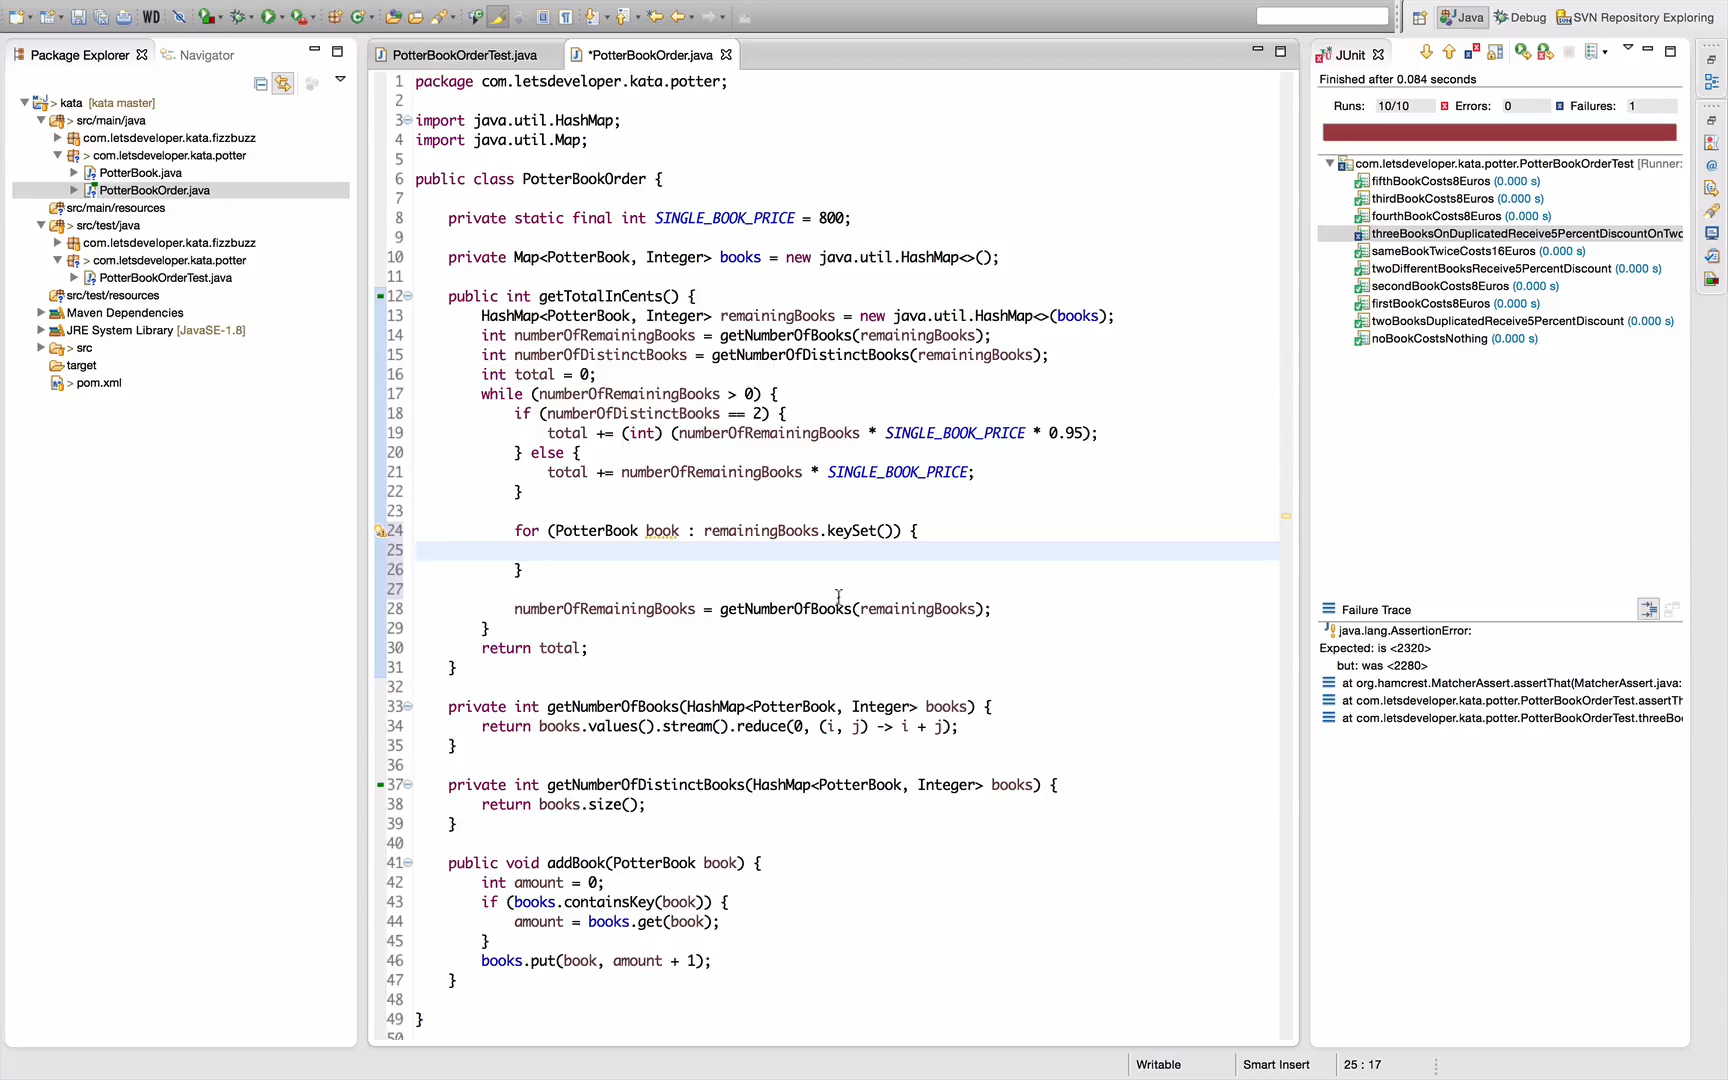 WD
Java
Debug
SVN Repository Exploring
Package Explorer
Navigator
> kata [kata master]
> src/main/java
com.letsdeveloper.kata.fizzbuzz
> com.letsdeveloper.kata.potter
PotterBook.java
PotterBookOrder.java
src/main/resources
> src/test/java
com.letsdeveloper.kata.fizzbuzz
> com.letsdeveloper.kata.potter
PotterBookOrderTest.java
src/test/resources
Maven Dependencies
JRE System Library [JavaSE-1.8]
> src
target
> pom.xml
PotterBookOrderTest.java
*PotterBookOrder.java
1 package com.letsdeveloper.kata.potter;
2
3 import java.util.HashMap;
4 import java.util.Map;
5
6 public class PotterBookOrder {
7
8 private static final int SINGLE_BOOK_PRICE = 800;
9
10 private Map<PotterBook, Integer> books = new java.util.HashMap<>();
11
12 public int getTotalInCents() {
13 HashMap<PotterBook, Integer> remainingBooks = new java.util.HashMap<>(books);
14 int numberOfRemainingBooks = getNumberOfBooks(remainingBooks);
15 int numberOfDistinctBooks = getNumberOfDistinctBooks(remainingBooks);
16 int total = 0;
17 while (numberOfRemainingBooks > 0) {
18 if (numberOfDistinctBooks == 2) {
19 total += (int) (numberOfRemainingBooks * SINGLE_BOOK_PRICE * 0.95);
20 } else {
21 total += numberOfRemainingBooks * SINGLE_BOOK_PRICE;
22 }
23
24 for (PotterBook book : remainingBooks.keySet()) {
25
26 }
27
28 numberOfRemainingBooks = getNumberOfBooks(remainingBooks);
29 }
30 return total;
31 }
32
33 private int getNumberOfBooks(HashMap<PotterBook, Integer> books) {
34 return books.values().stream().reduce(0, (i, j) -> i + j);
35 }
36
37 private int getNumberOfDistinctBooks(HashMap<PotterBook, Integer> books) {
38 return books.size();
39 }
40
41 public void addBook(PotterBook book) {
42 int amount = 0;
43 if (books.containsKey(book)) {
44 amount = books.get(book);
45 }
46 books.put(book, amount + 1);
47 }
48
49 }
50
JUnit
Finished after 0.084 seconds
Runs: 10/10 Errors: 0 Failures: 1
com.letsdeveloper.kata.potter.PotterBookOrderTest [Runner:
fifthBookCosts8Euros (0.000 s)
thirdBookCosts8Euros (0.000 s)
fourthBookCosts8Euros (0.000 s)
threeBooksOnDuplicatedReceive5PercentDiscountOnTwo
sameBookTwiceCosts16Euros (0.000 s)
twoDifferentBooksReceive5PercentDiscount (0.000 s)
secondBookCosts8Euros (0.000 s)
firstBookCosts8Euros (0.000 s)
twoBooksDuplicatedReceive5PercentDiscount (0.000 s)
noBookCostsNothing (0.000 s)
Failure Trace
java.lang.AssertionError:
Expected: is <2320>
but: was <2280>
at org.hamcrest.MatcherAssert.assertThat(MatcherAssert.java:
at com.letsdeveloper.kata.potter.PotterBookOrderTest.assertTh
at com.letsdeveloper.kata.potter.PotterBookOrderTest.threeBoo
Writable
Smart Insert
25 : 17